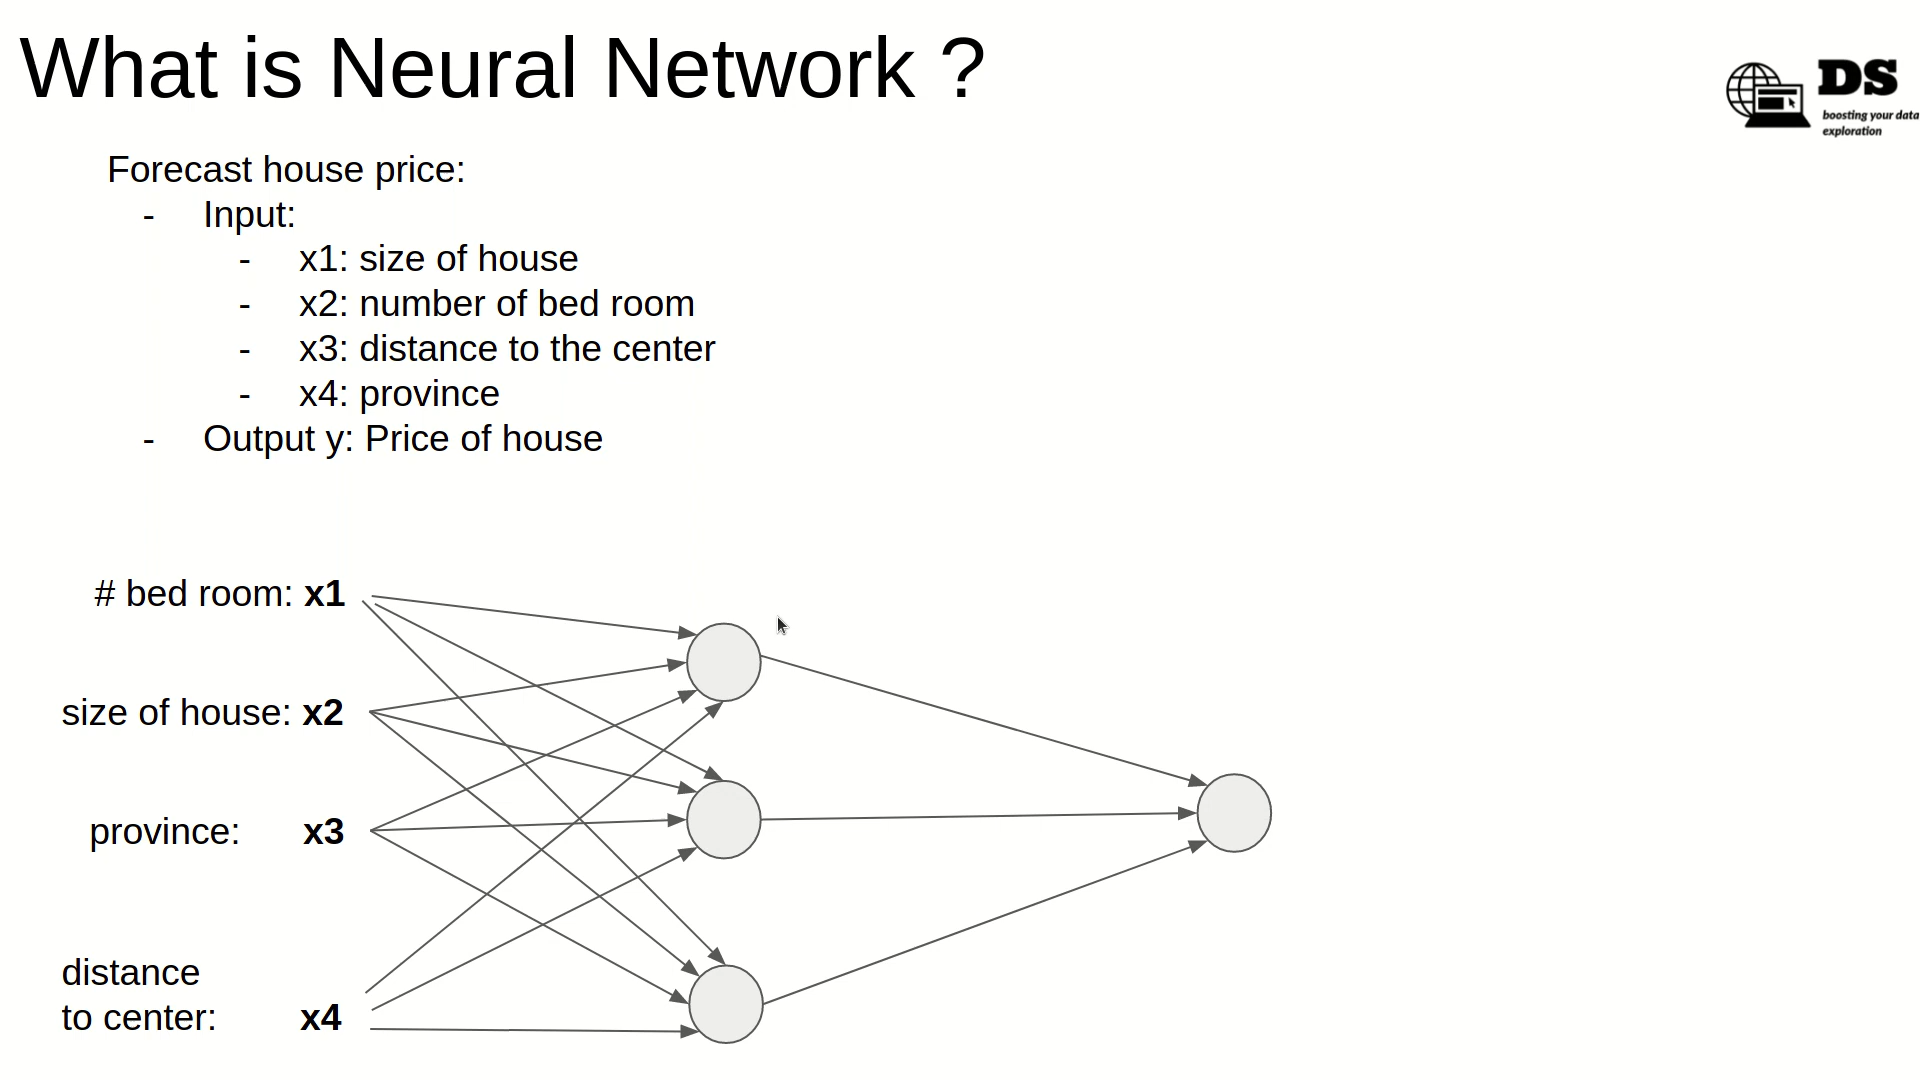 What is Neural Network ?
DS
boosting your data
exploration
Forecast house price:
- Input:
- x1: size of house
- x2: number of bed room
- x3: distance to the center
- x4: province
- Output y: Price of house
# bed room: x1
size of house: x2
province: x3
distance
to center: x4